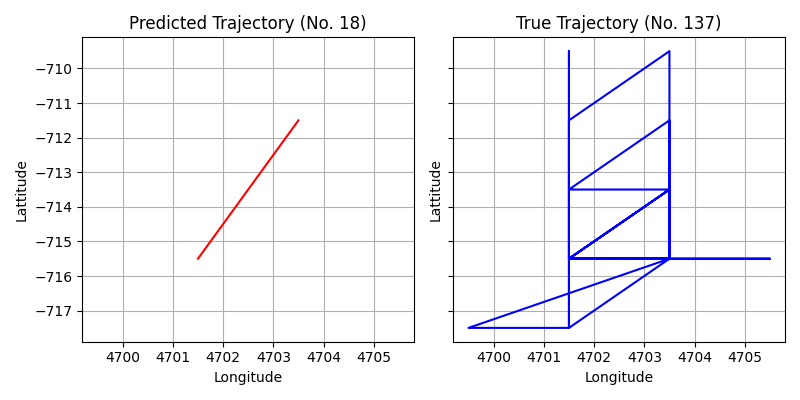 Predicted Trajectory (No. 18)
True Trajectory (No. 137)
Lattitude
−710
−711
−712
−713
−714
−715
−716
−717
4700 4701 4702 4703 4704 4705
Longitude
Lattitude
4700 4701 4702 4703 4704 4705
Longitude